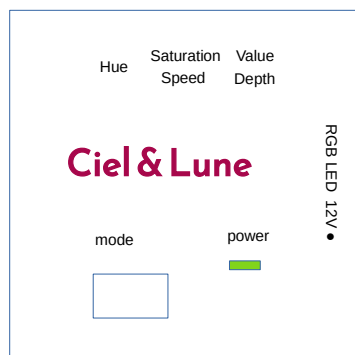 Hue
Saturation
Speed
Value
Depth
Ciel & Lune
RGB LED 12V ●
mode
power